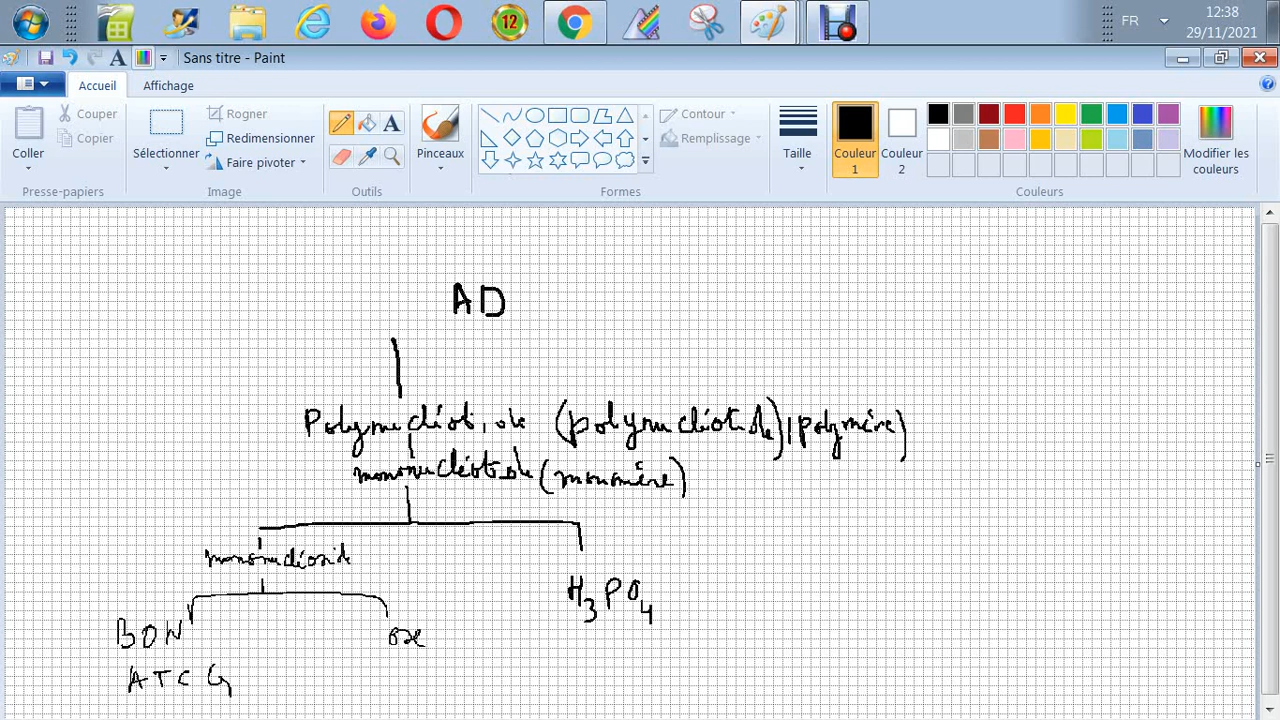 12
FR
12:38
29/11/2021
Sans titre - Paint
Accueil
Affichage
Coller
Couper
Copier
Presse-papiers
Sélectionner
Rogner
Redimensionner
Faire pivoter
Image
Outils
Pinceaux
Contour
Remplissage
Formes
Taille
Couleur 1
Couleur 2
Modifier les couleurs
Couleurs
AD
Polynucléotide (polynucléotide) (polymère)
mononucléotide (monomère)
mononucléoside
H3PO4
BON
ose
A T C G